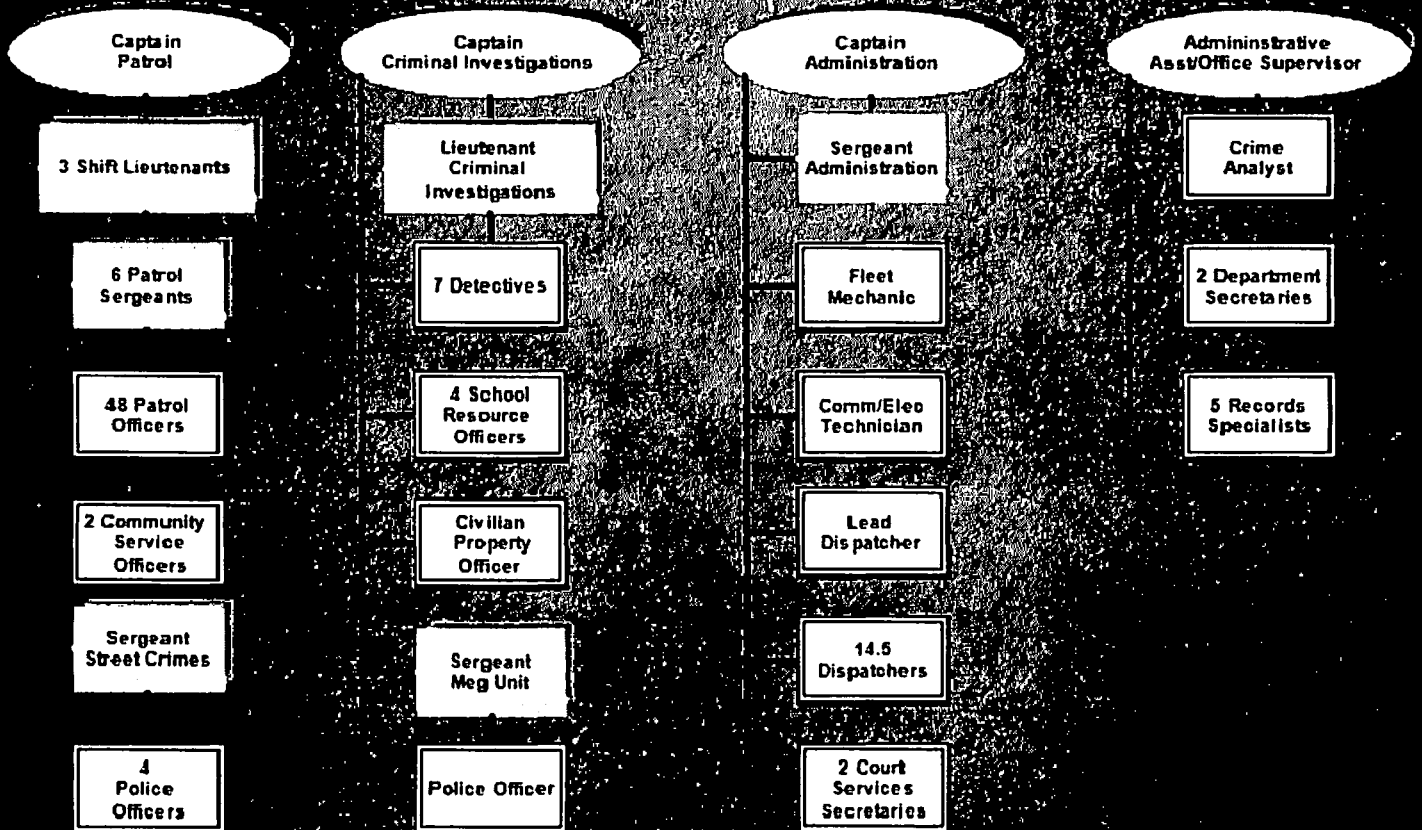 Captain
Patrol
3 Shift Lieutenants
6 Patrol
Sergeants
48 Patrol
Officers
2 Community
Service
Officers
Sergeant
Street Crimes
4
Police
Officers
Captain
Criminal Investigations
Lieutenant
Criminal
Investigations
7 Detectives
4 School
Resource
Officers
Civilian
Property
Officer
Sergeant
Meg Unit
Police Officer
Captain
Administration
Sergeant
Administration
Fleet
Mechanic
Comm/Elec
Technician
Lead
Dispatcher
14.5
Dispatchers
2 Court
Services
Secretaries
Admininstrative
Asst/Office Supervisor
Crime
Analyst
2 Department
Secretaries
5 Records
Specialists